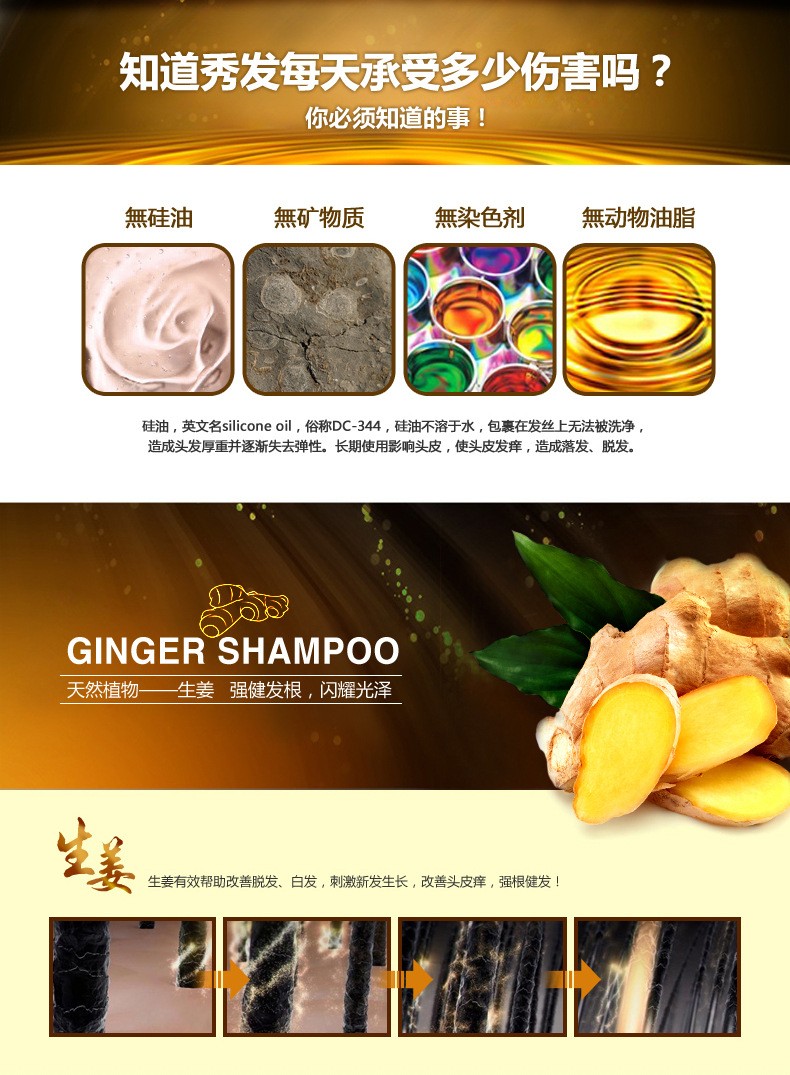 知道秀发每天承受多少伤害吗？
你必须知道的事！
無硅油 無矿物质 無染色剂 無动物油脂
硅油，英文名silicone oil，俗称DC-344，硅油不溶于水，包裹在发丝上无法被洗净，
造成头发厚重并逐渐失去弹性。长期使用影响头皮，使头皮发痒，造成落发、脱发。
GINGER SHAMPOO
天然植物——生姜 强健发根，闪耀光泽
生姜
生姜有效帮助改善脱发、白发，刺激新发生长，改善头皮痒，强根健发！